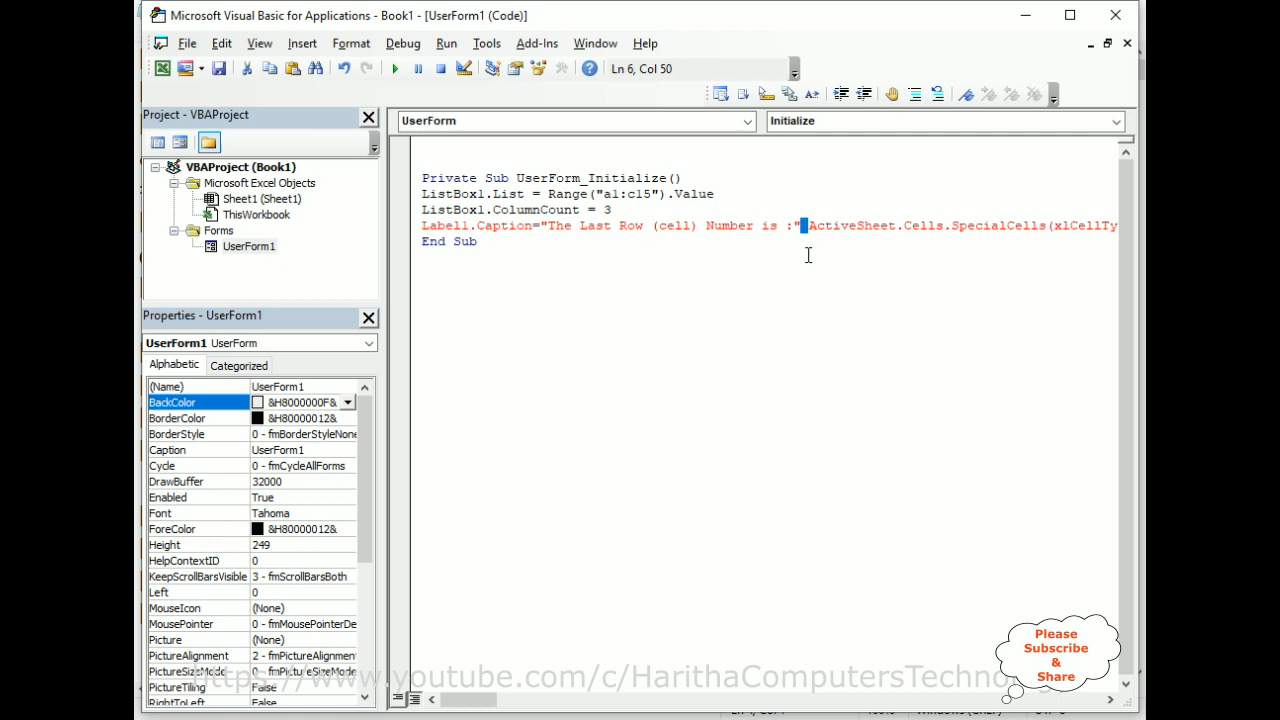 Microsoft Visual Basic for Applications - Book1 - [UserForm1 (Code)]
File Edit View Insert Format Debug Run Tools Add-Ins Window Help
Ln 6, Col 50
Project - VBAProject
UserForm
Initialize
VBAProject (Book1)
Microsoft Excel Objects
Sheet1 (Sheet1)
ThisWorkbook
Forms
UserForm1
Private Sub UserForm_Initialize()
ListBox1.List = Range("a1:c15").Value
ListBox1.ColumnCount = 3
Label1.Caption="The Last Row (cell) Number is :" ActiveSheet.Cells.SpecialCells(xlCellTy
End Sub
Properties - UserForm1
UserForm1 UserForm
Alphabetic Categorized
(Name) UserForm1
BackColor &H8000000F&
BorderColor &H80000012&
BorderStyle 0 - fmBorderStyleNone
Caption UserForm1
Cycle 0 - fmCycleAllForms
DrawBuffer 32000
Enabled True
Font Tahoma
ForeColor &H80000012&
Height 249
HelpContextID 0
KeepScrollBarsVisible 3 - fmScrollBarsBoth
Left 0
MouseIcon (None)
MousePointer 0 - fmMousePointerDe
Picture (None)
PictureAlignment 2 - fmPictureAlignment
PictureSizeMode 0 - fmPictureSizeMode
PictureTiling False
RightToLeft False
Please
Subscribe
&
Share
https://www.youtube.com/c/HarithaComputersTechnolog